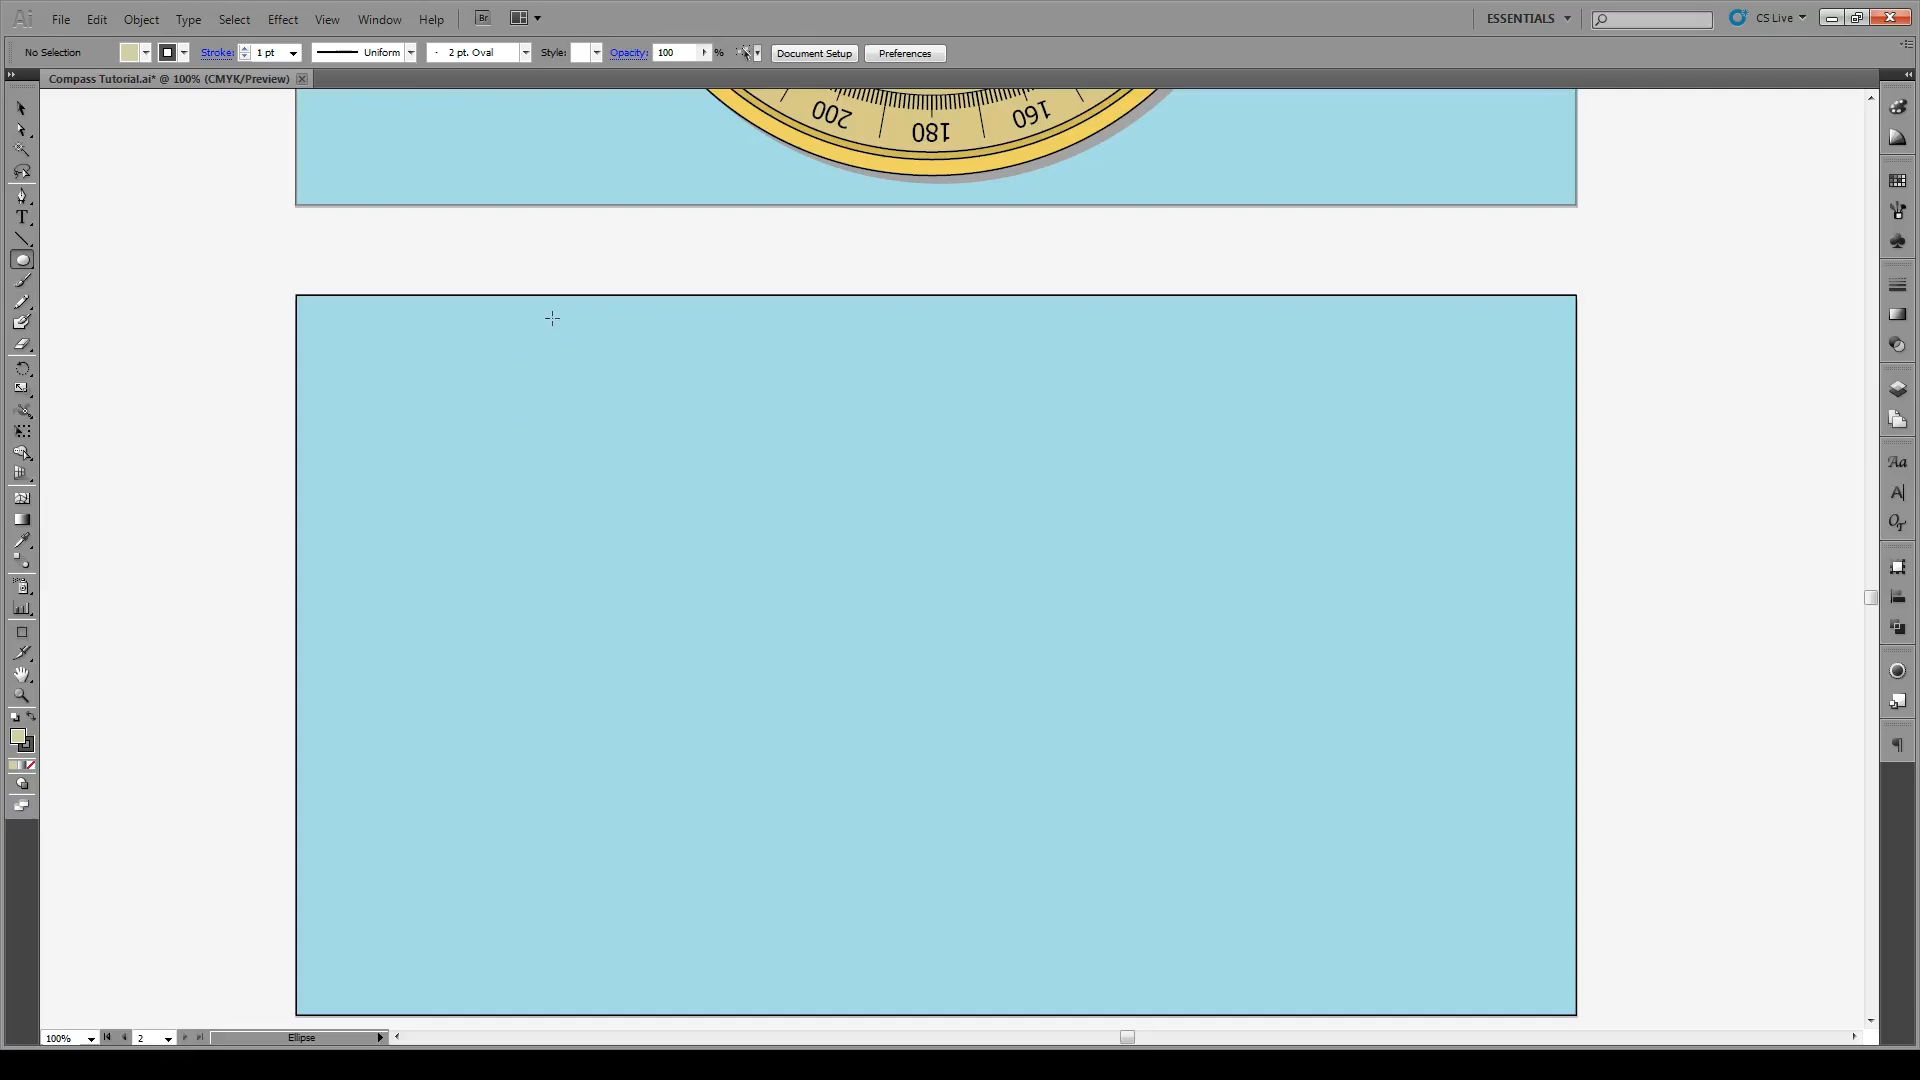 Ai File Edit Object Type Select Effect View Window Help Br ESSENTIALS CS Live
No Selection Stroke: 1 pt Uniform 2 pt. Oval Style: Opacity: 100 % Document Setup Preferences
Compass Tutorial.ai* @ 100% (CMYK/Preview)
200 180 160
100% 2 Ellipse